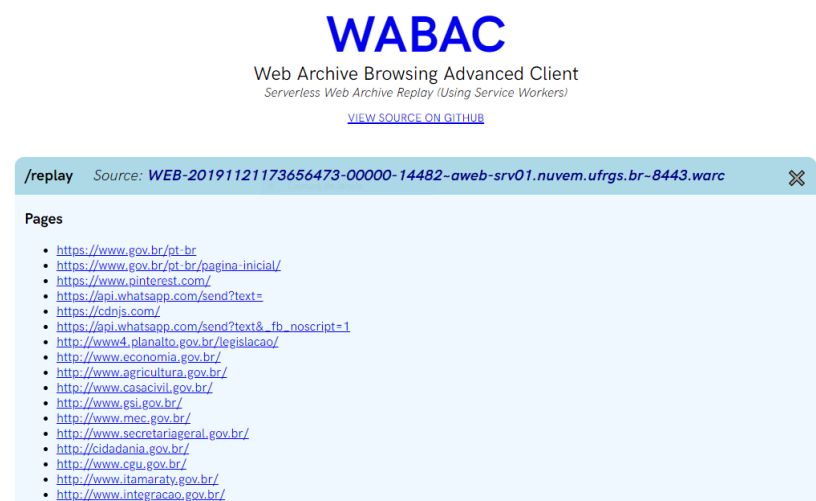 WABAC
Web Archive Browsing Advanced Client
Serverless Web Archive Replay (Using Service Workers)
VIEW SOURCE ON GITHUB
/replay Source: WEB-20191121173656473-00000-14482~aweb-srv01.nuvem.ufrgs.br~8443.warc
Pages
https://www.gov.br/pt-br
https://www.gov.br/pt-br/pagina-inicial/
https://www.pinterest.com/
https://api.whatsapp.com/send?text=
https://cdnjs.com/
https://api.whatsapp.com/send?text&_fb_noscript=1
http://www4.planalto.gov.br/legislacao/
http://www.economia.gov.br/
http://www.agricultura.gov.br/
http://www.casacivil.gov.br/
http://www.gsi.gov.br/
http://www.mec.gov.br/
http://www.secretariageral.gov.br/
http://cidadania.gov.br/
http://www.cgu.gov.br/
http://www.itamaraty.gov.br/
http://www.integracao.gov.br/